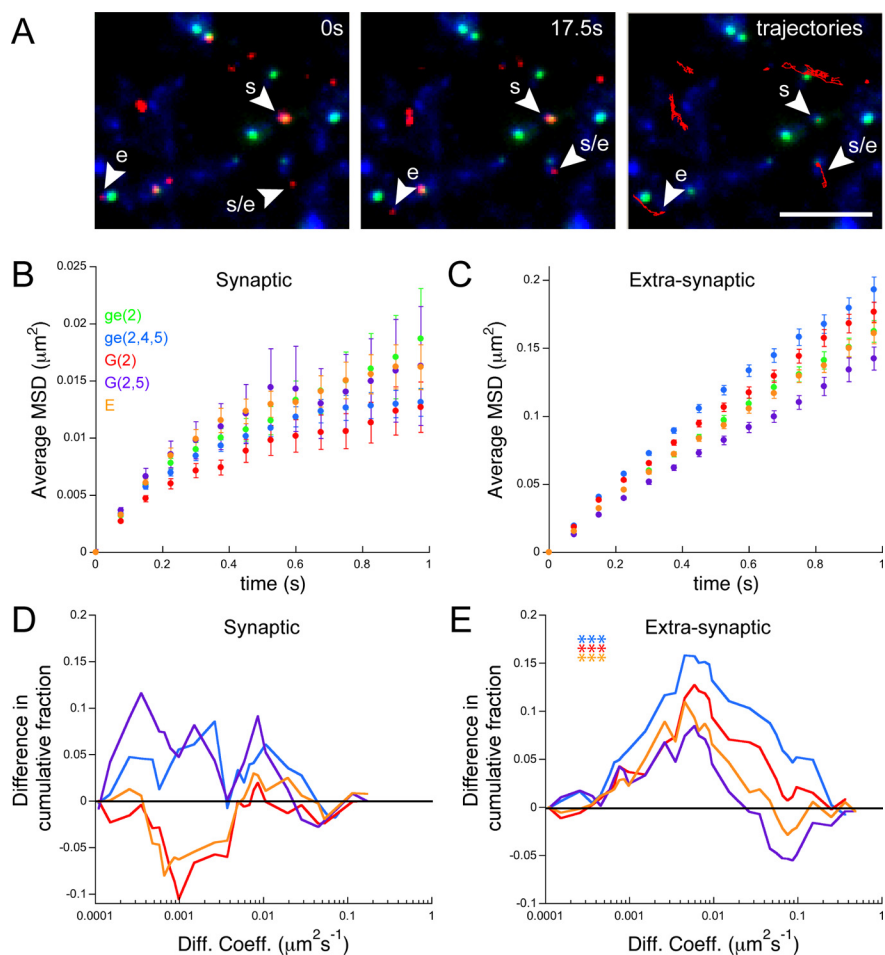 A
0s
17.5s
trajectories
s
s
s
e
s/e
e
s/e
e
s/e
B
Synaptic
C
Extra-synaptic
0.025
0.02
0.015
0.01
0.005
0
Average MSD (μm²)
ge(2)
ge(2,4,5)
G(2)
G(2,5)
E
0 0.2 0.4 0.6 0.8 1
time (s)
0.2
0.15
0.1
0.05
0
Average MSD (μm²)
0 0.2 0.4 0.6 0.8 1
time (s)
D
Synaptic
E
Extra-synaptic
0.2
0.15
0.1
0.05
0
-0.05
-0.1
Difference in
cumulative fraction
0.0001 0.001 0.01 0.1 1
Diff. Coeff. (μm²s⁻¹)
***
***
***
0.2
0.15
0.1
0.05
0
-0.05
-0.1
Difference in
cumulative fraction
0.0001 0.001 0.01 0.1 1
Diff. Coeff. (μm²s⁻¹)